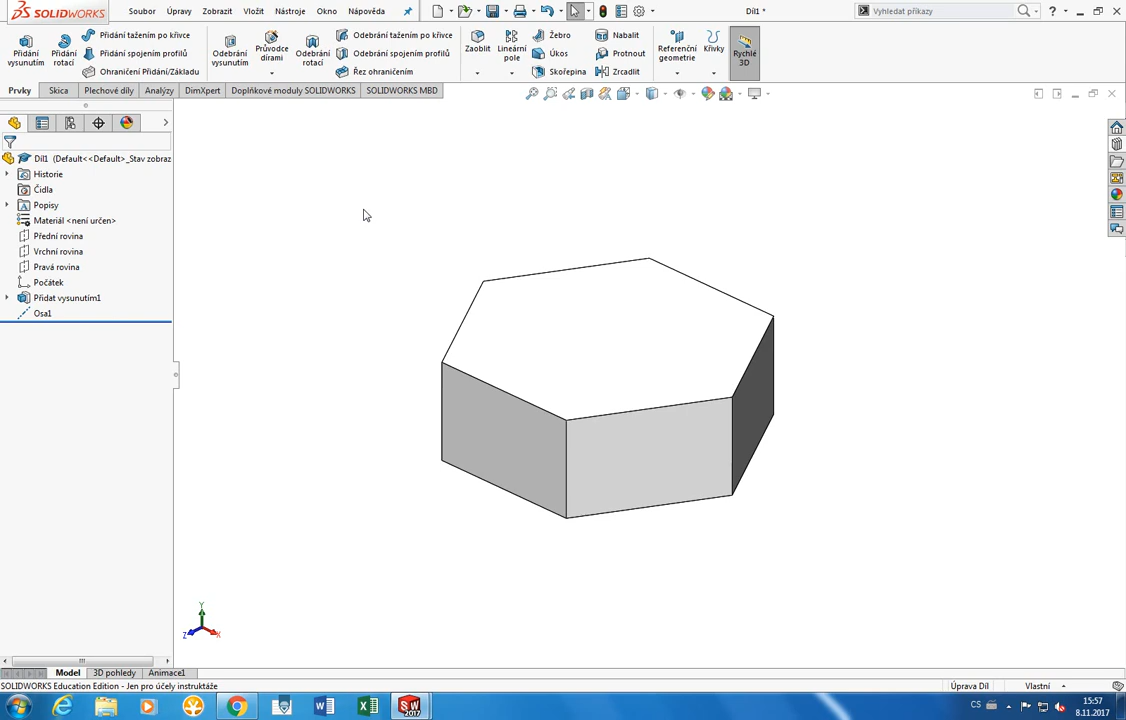 SOLIDWORKS Soubor Úpravy Zobrazit Vložit Nástroje Okno Nápověda Díl1 * Vyhledat příkazy
Přidání vysunutím
Přidání rotací
Přidání tažením po křivce
Přidání spojením profilů
Ohraničení Přidání/Základu
Odebrání vysunutím
Průvodce dírami
Odebrání rotací
Odebrání tažením po křivce
Odebrání spojením profilů
Řez ohraničením
Zaoblit
Lineární pole
Žebro
Úkos
Skořepina
Nabalit
Protnout
Zrcadlit
Referenční geometrie
Křivky
Rychlé 3D
Prvky Skica Plechové díly Analýzy DimXpert Doplňkové moduly SOLIDWORKS SOLIDWORKS MBD
Díl1 (Default<<Default>_Stav zobraz
Historie
Čidla
Popisy
Materiál <není určen>
Přední rovina
Vrchní rovina
Pravá rovina
Počátek
Přidat vysunutím1
Osa1
Y
Z
X
Model 3D pohledy Animace1
SOLIDWORKS Education Edition - Jen pro účely instruktáže Úprava Díl Vlastní
CS 15:57
8.11.2017